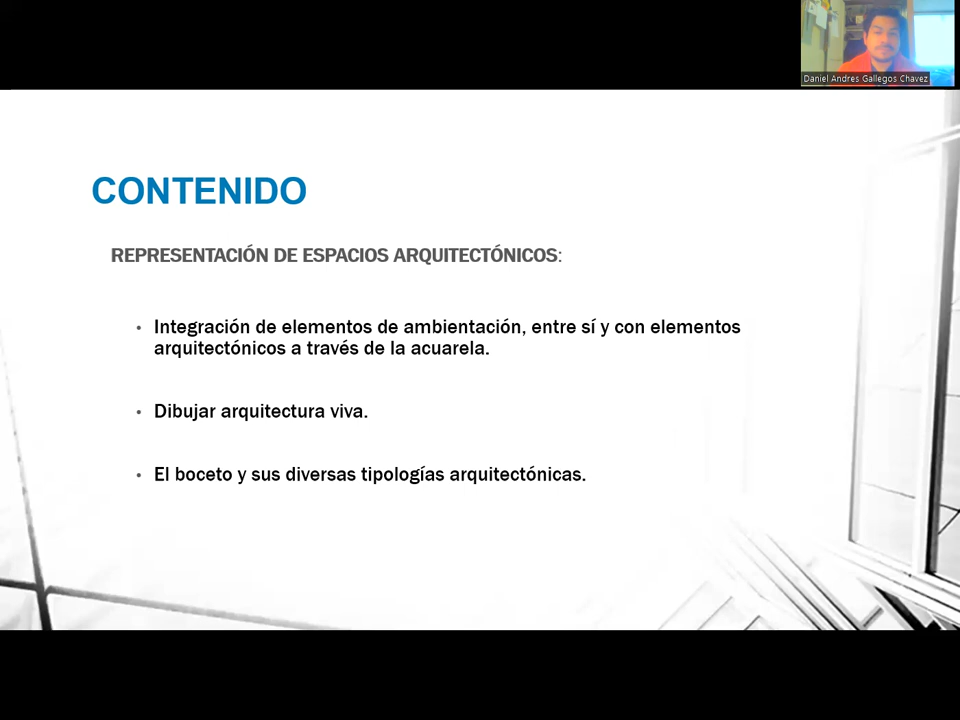 Daniel Andres Gallegos Chavez
CONTENIDO
REPRESENTACIÓN DE ESPACIOS ARQUITECTÓNICOS:
• Integración de elementos de ambientación, entre sí y con elementos
arquitectónicos a través de la acuarela.
• Dibujar arquitectura viva.
• El boceto y sus diversas tipologías arquitectónicas.